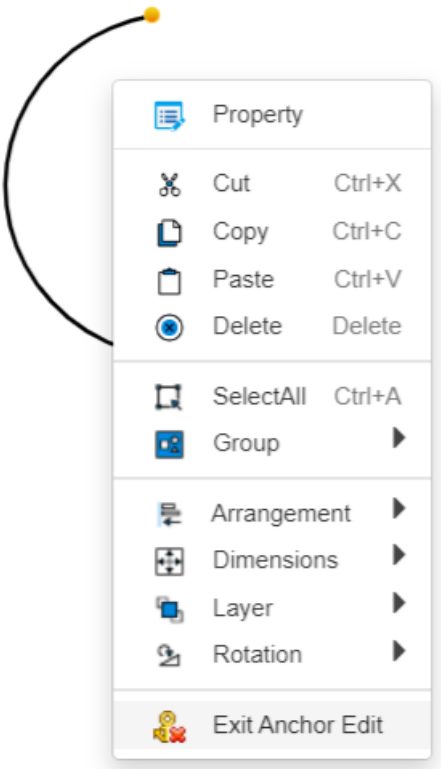 Property
Cut Ctrl+X
Copy Ctrl+C
Paste Ctrl+V
Delete Delete
SelectAll Ctrl+A
Group
Arrangement
Dimensions
Layer
Rotation
Exit Anchor Edit